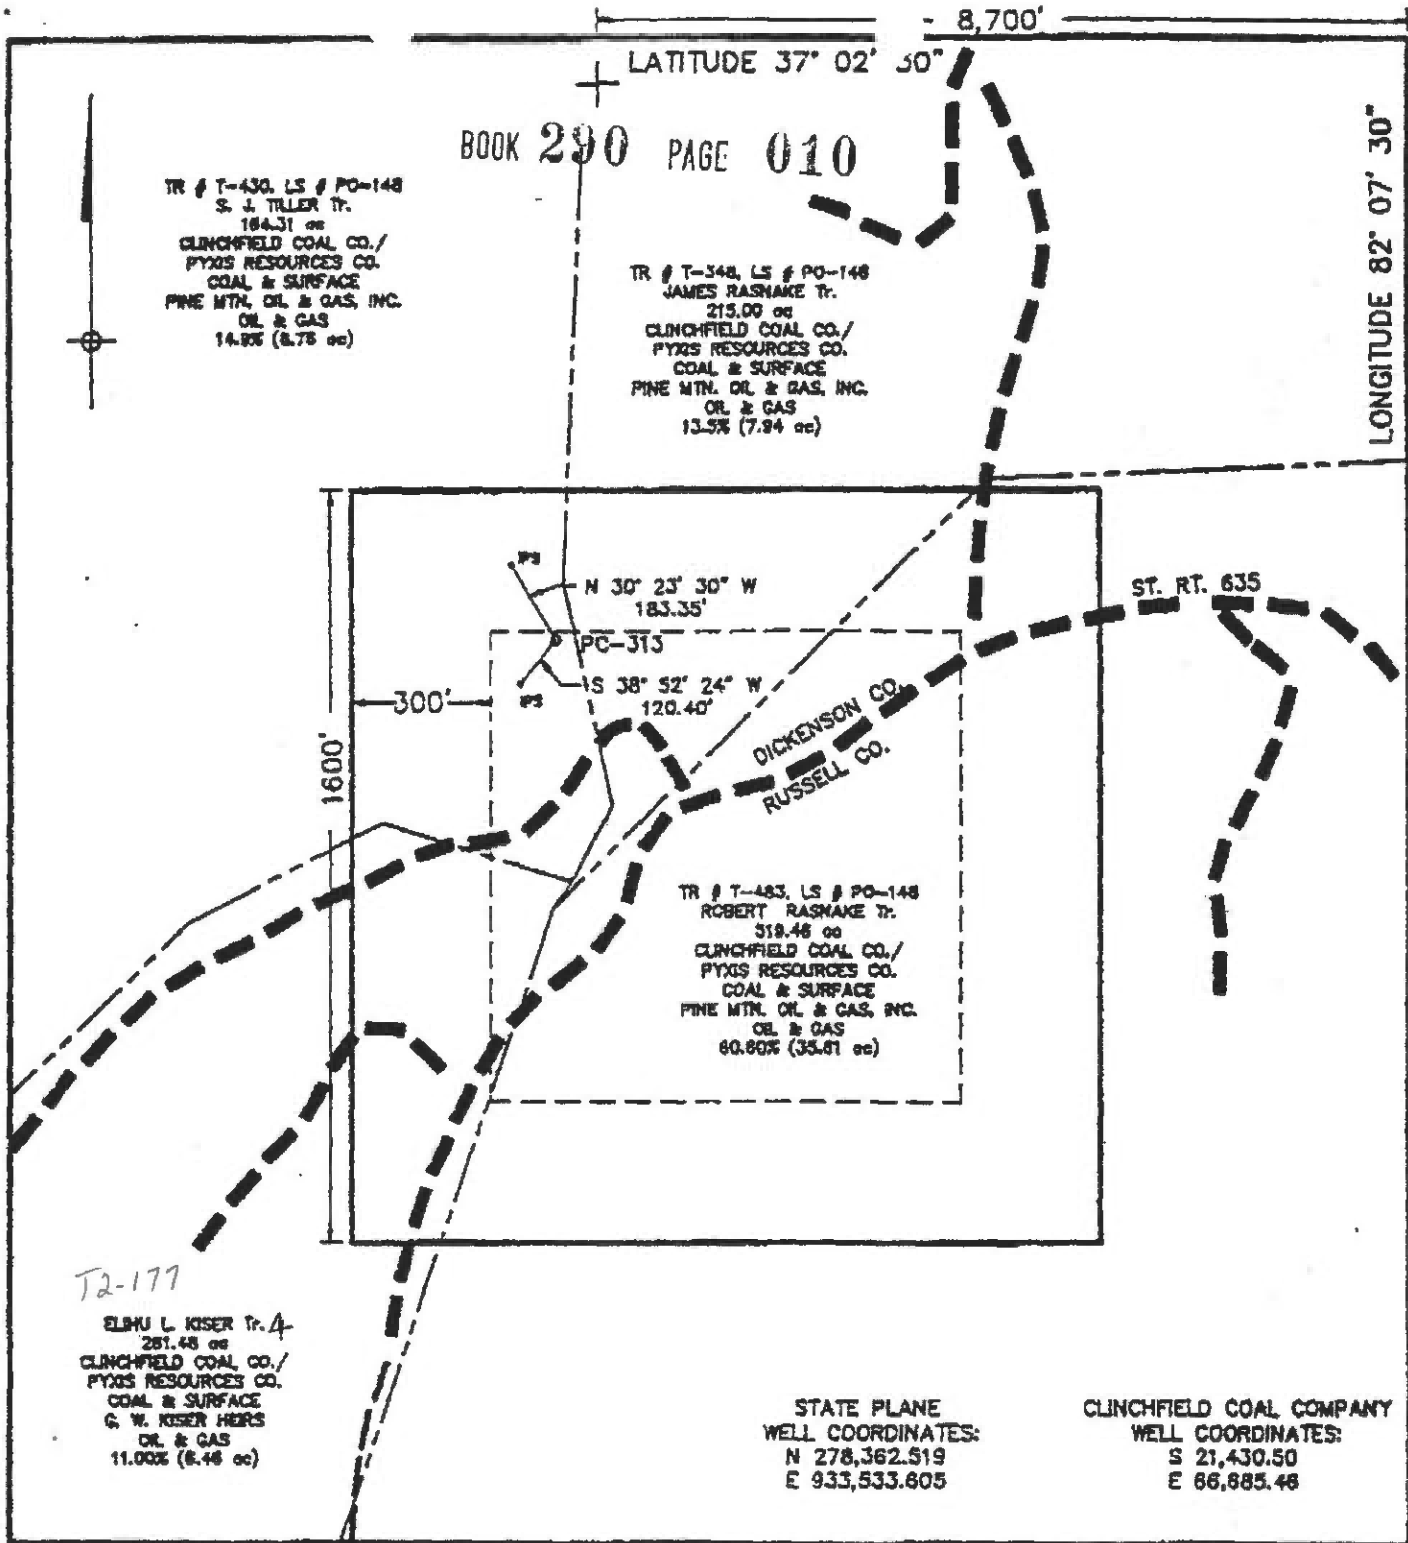 8,700'
LATITUDE 37° 02' 30"
LONGITUDE 82° 07' 30"
BOOK 290 PAGE 010
TR # T-430, LS # PO-148
S. J. TILLER Tr.
164.31 ac
CLINCHFIELD COAL CO./
PYXIS RESOURCES CO.
COAL & SURFACE
PINE MTN. OIL & GAS, INC.
OIL & GAS
14.9% (8.78 ac)
TR # T-348, LS # PO-148
JAMES RASNAKE Tr.
215.00 ac
CLINCHFIELD COAL CO./
PYXIS RESOURCES CO.
COAL & SURFACE
PINE MTN. OIL & GAS, INC.
OIL & GAS
13.5% (7.94 ac)
IPS
N 30° 23' 30" W
183.35'
PC-313
S 38° 52' 24" W
120.40'
IPS
300'
1600'
ST. RT. 635
DICKENSON CO.
RUSSELL CO.
TR # T-483, LS # PO-148
ROBERT RASNAKE Tr.
519.46 ac
CLINCHFIELD COAL CO./
PYXIS RESOURCES CO.
COAL & SURFACE
PINE MTN. OIL & GAS, INC.
OIL & GAS
60.60% (35.61 ac)
T2-177
ELIHU L. KISER Tr. 4
261.48 ac
CLINCHFIELD COAL CO./
PYXIS RESOURCES CO.
COAL & SURFACE
G. W. KISER HEIRS
OIL & GAS
11.00% (6.46 ac)
STATE PLANE
WELL COORDINATES:
N 278,362.519
E 933,533.605
CLINCHFIELD COAL COMPANY
WELL COORDINATES:
S 21,430.50
E 66,685.46